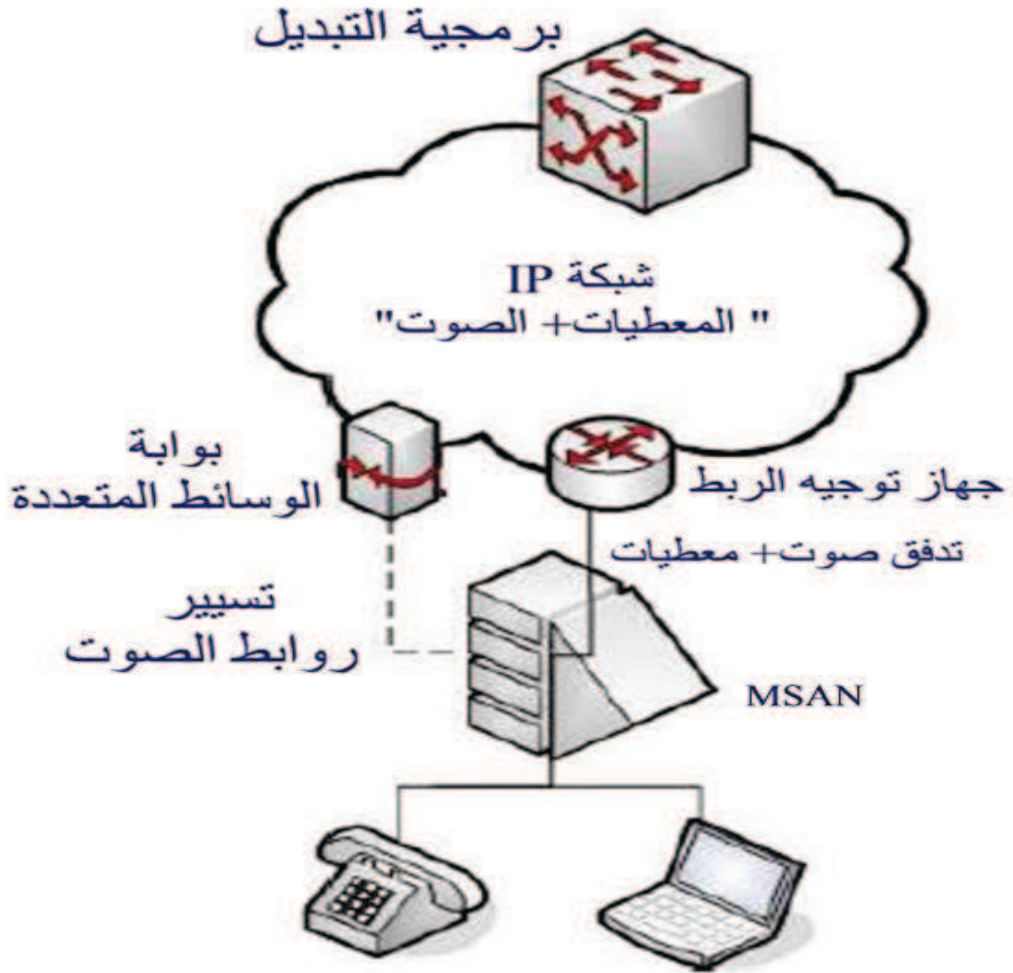 برمجية التبديل
شبكة IP
" المعطيات+ الصوت"
بوابة
الوسائط المتعددة
جهاز توجيه الربط
تدفق صوت+ معطيات
تسيير
روابط الصوت
MSAN